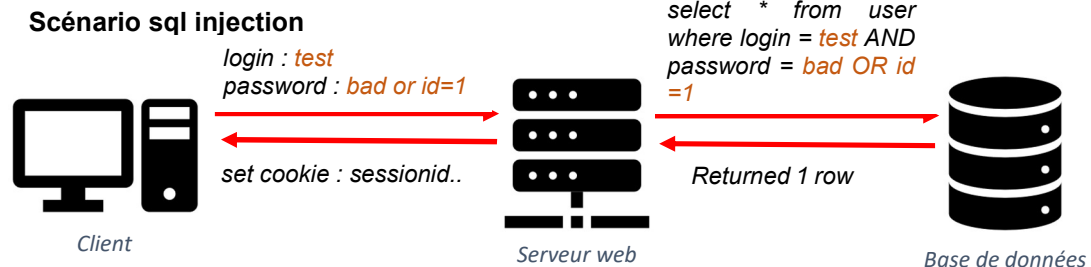 Scénario sql injection
login : test
password : bad or id=1
select * from user
where login = test AND
password = bad OR id
=1
set cookie : sessionid..
Returned 1 row
Client
Serveur web
Base de données